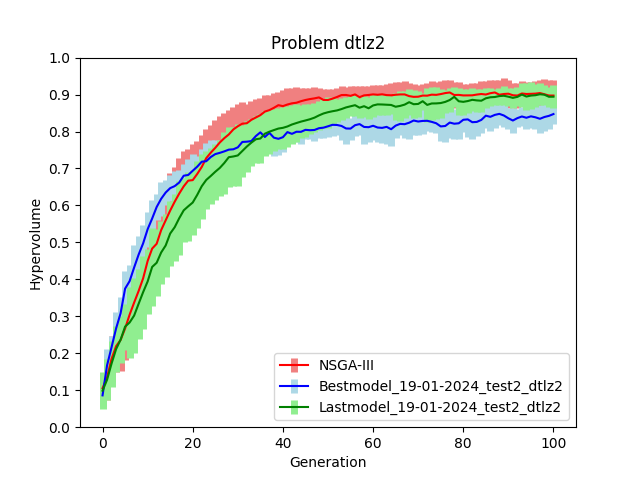 Problem dtlz2
Hypervolume
1.0
0.9
0.8
0.7
0.6
0.5
0.4
0.3
0.2
0.1
0.0
NSGA-III
Bestmodel_19-01-2024_test2_dtlz2
Lastmodel_19-01-2024_test2_dtlz2
0 20 40 60 80 100
Generation